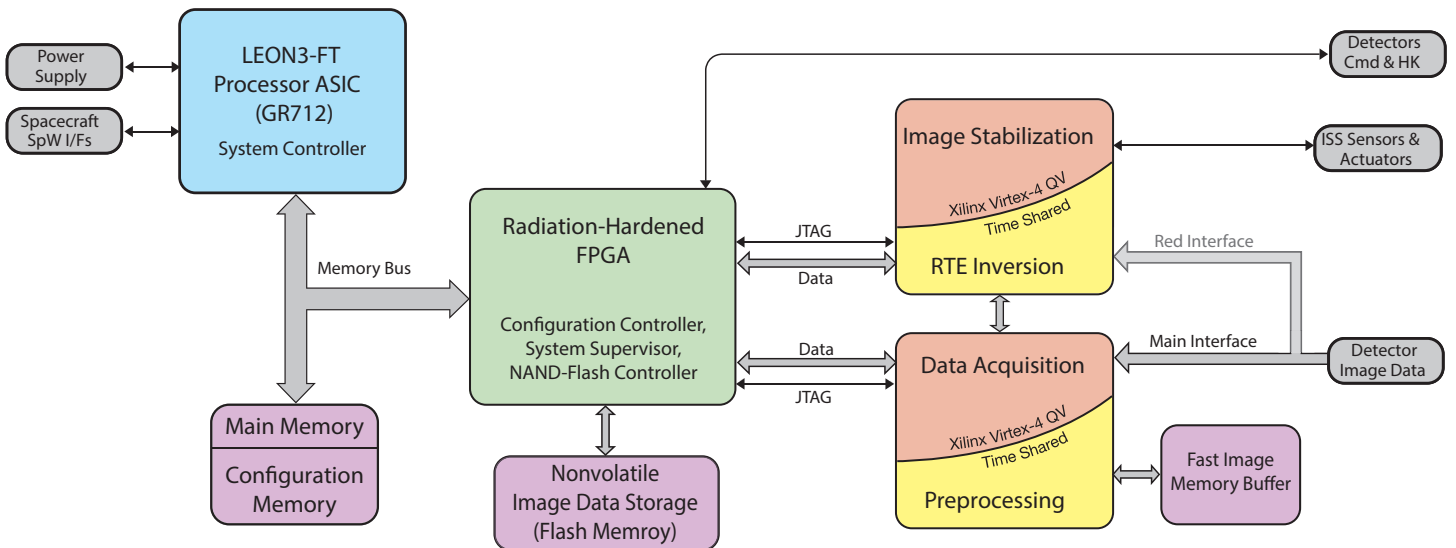 Power
Supply
Spacecraft
SpW I/Fs
LEON3-FT
Processor ASIC
(GR712)
System Controller
Memory Bus
Main Memory
Configuration
Memory
Radiation-Hardened
FPGA
Configuration Controller,
System Supervisor,
NAND-Flash Controller
Nonvolatile
Image Data Storage
(Flash Memroy)
JTAG
Data
Data
JTAG
Image Stabilization
Xilinx Virtex-4 QV
Time Shared
RTE Inversion
Data Acquisition
Xilinx Virtex-4 QV
Time Shared
Preprocessing
Detectors
Cmd & HK
ISS Sensors &
Actuators
Red Interface
Main Interface
Detector
Image Data
Fast Image
Memory Buffer